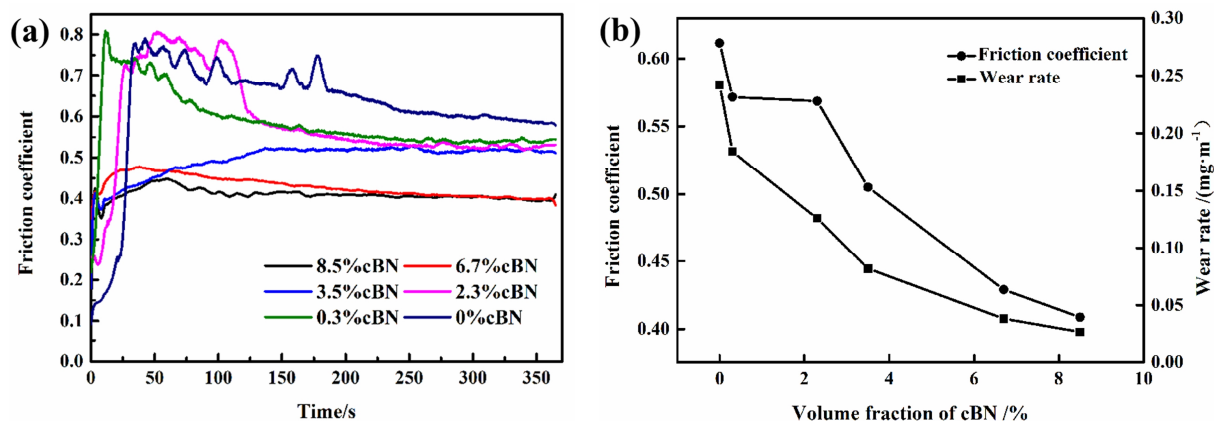 (a)
Friction coefficient
0.8
0.7
0.6
0.5
0.4
0.3
0.2
0.1
0.0
8.5%cBN 6.7%cBN
3.5%cBN 2.3%cBN
0.3%cBN 0%cBN
0 50 100 150 200 250 300 350
Time/s
(b)
Friction coefficient
0.60
0.55
0.50
0.45
0.40
Friction coefficient
Wear rate
0.30
0.25
0.20
0.15
0.10
0.05
0.00
Wear rate /(mg·m⁻¹)
0 2 4 6 8 10
Volume fraction of cBN /%